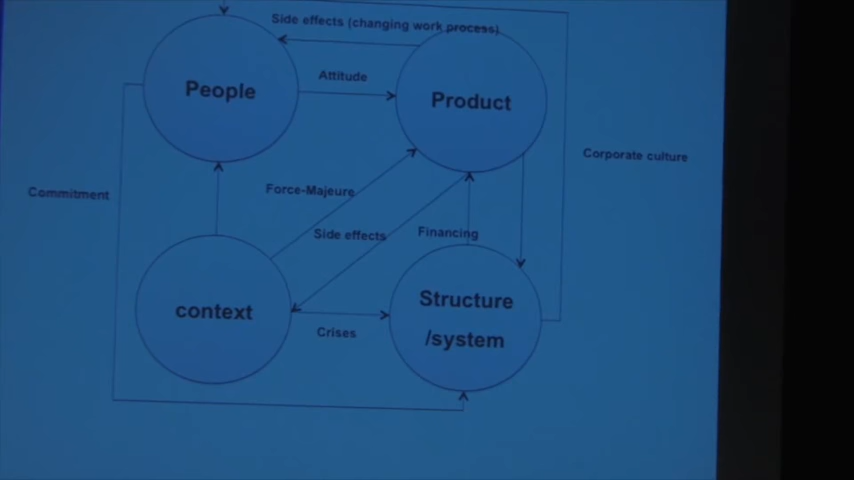 Side effects (changing work process)
Attitude
People
Product
Corporate culture
Commitment
Force-Majeure
Side effects
Financing
context
Structure
/system
Crises